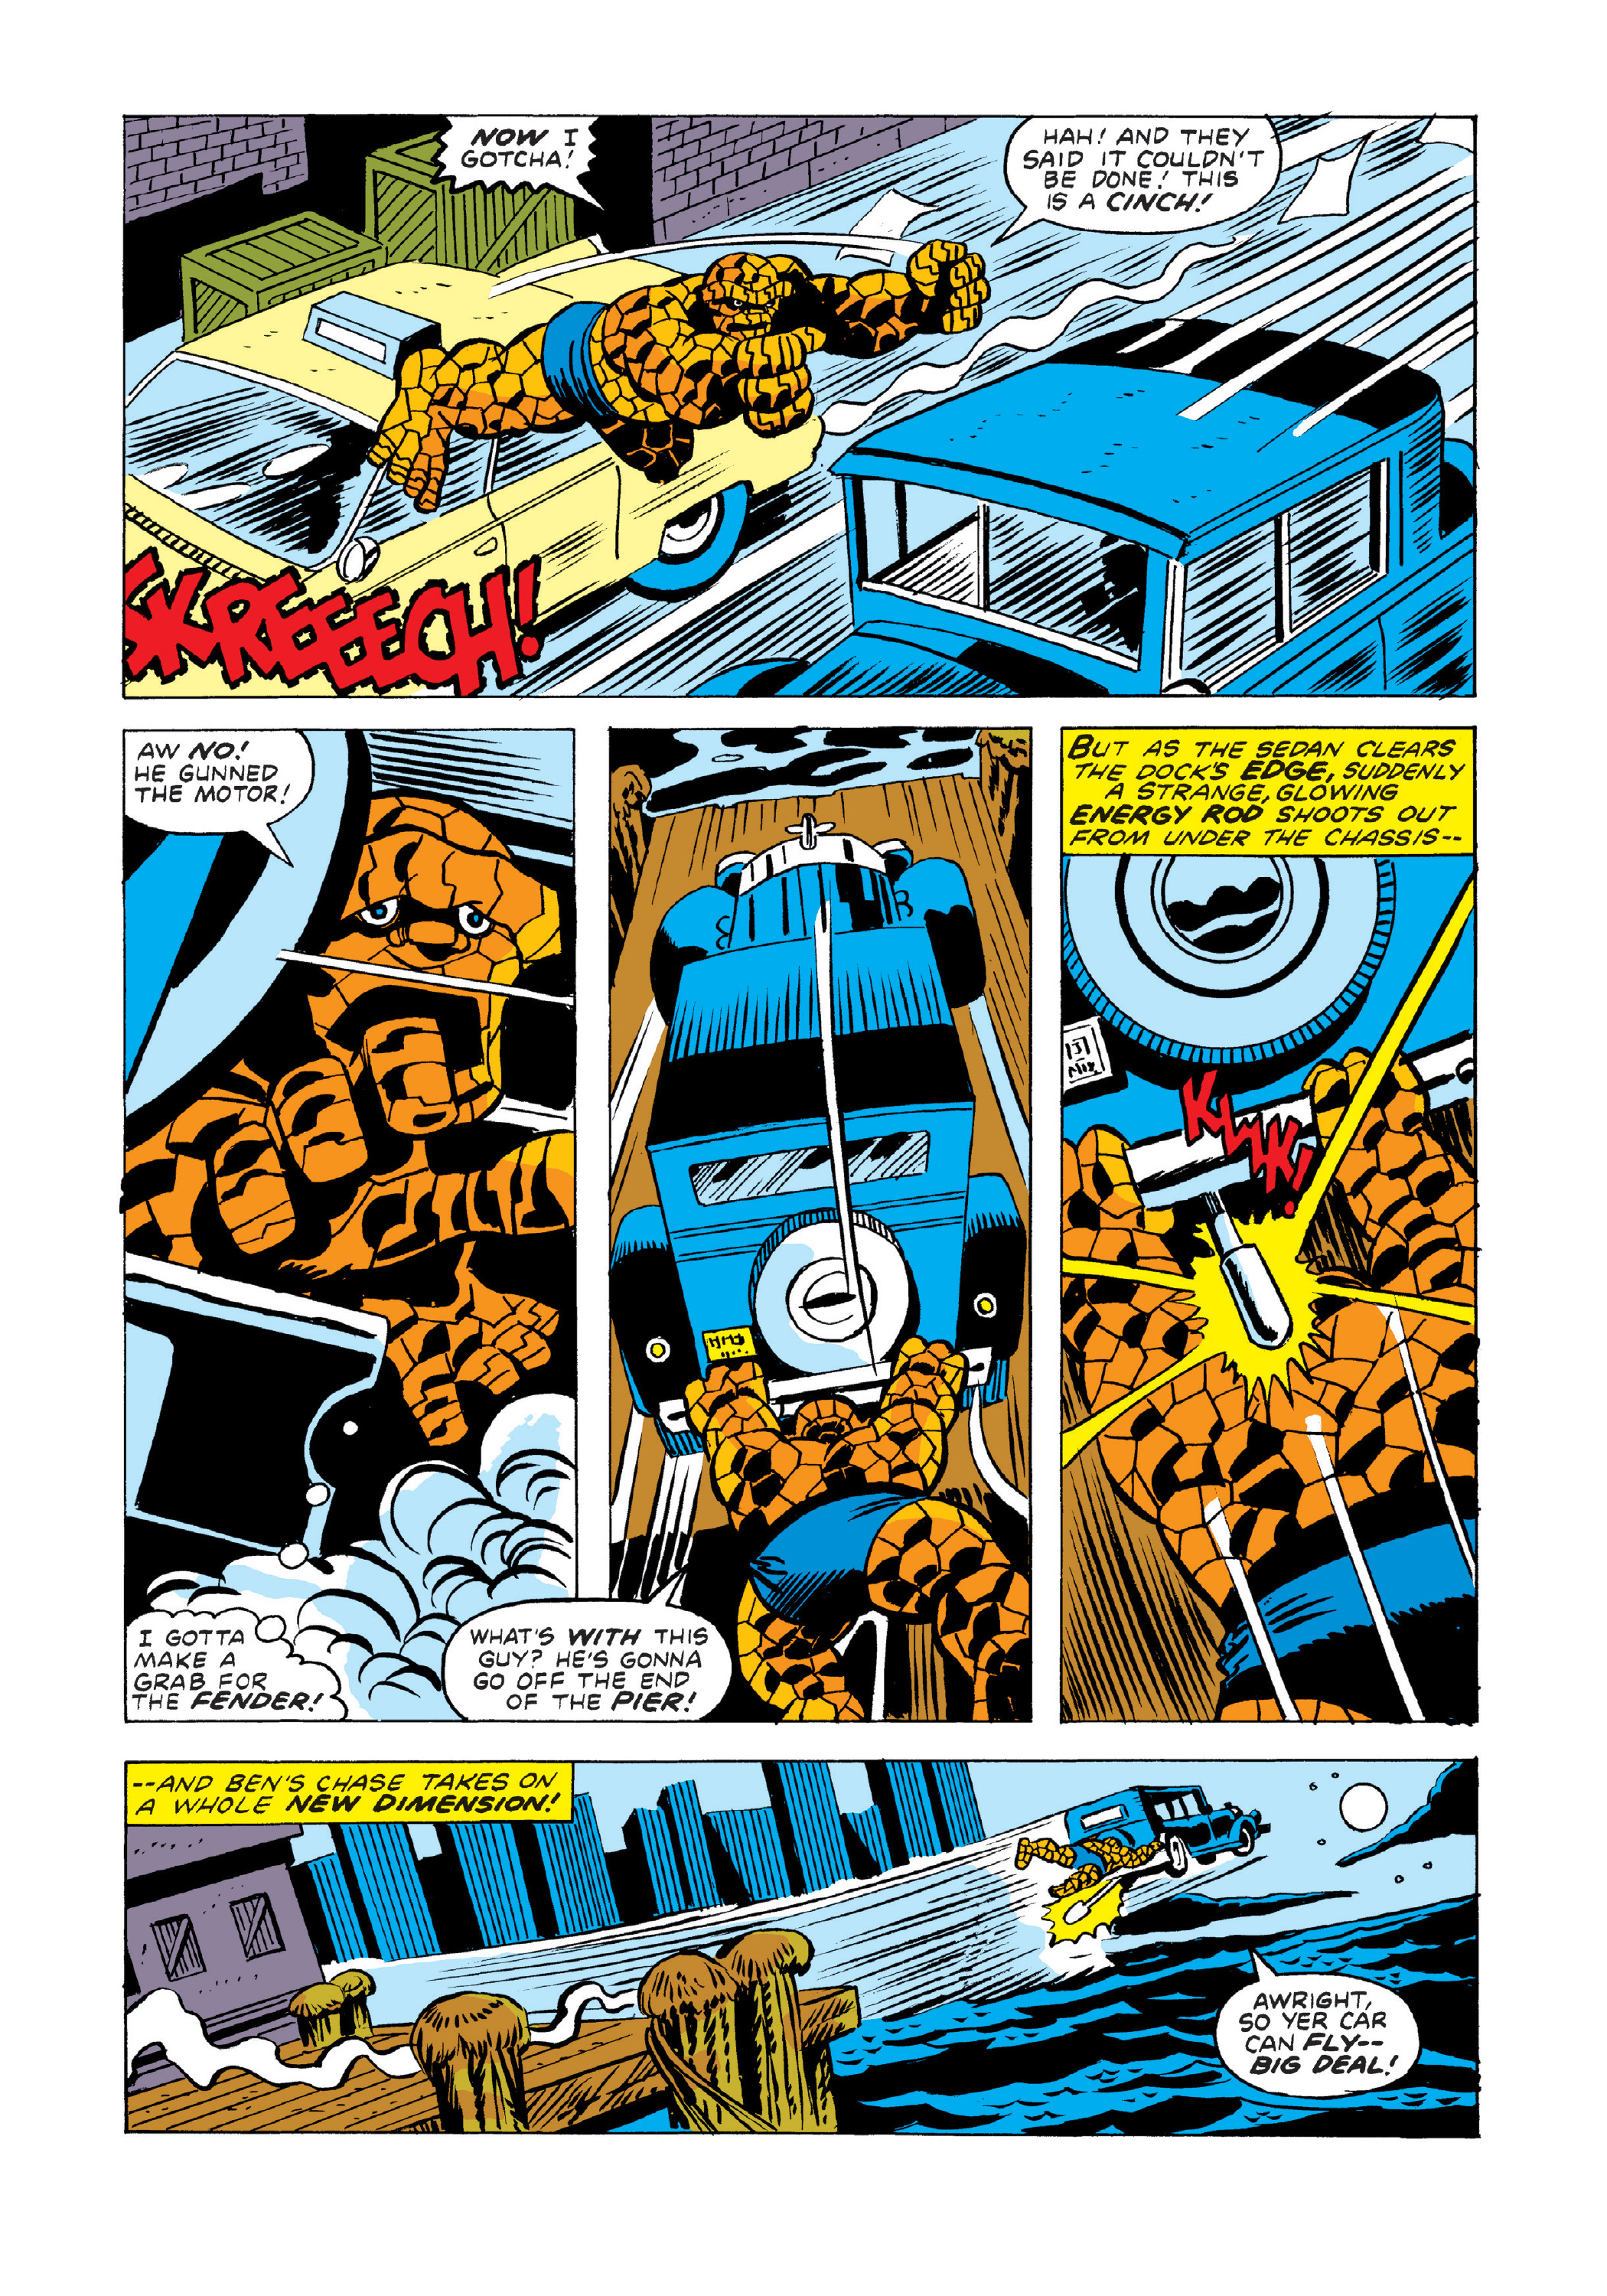 NOW I
GOTCHA!
HAH! AND THEY
SAID IT COULDN'T
BE DONE! THIS
IS A CINCH!
SKREEEECH!
AW NO!
HE GUNNED
THE MOTOR!
I GOTTA
MAKE A
GRAB FOR
THE FENDER!
WHAT'S WITH THIS
GUY? HE'S GONNA
GO OFF THE END
OF THE PIER!
BUT AS THE SEDAN CLEARS
THE DOCK'S EDGE, SUDDENLY
A STRANGE, GLOWING
ENERGY ROD SHOOTS OUT
FROM UNDER THE CHASSIS--
KLIK!
--AND BEN'S CHASE TAKES ON
A WHOLE NEW DIMENSION!
AWRIGHT,
SO YER CAR
CAN FLY--
BIG DEAL!